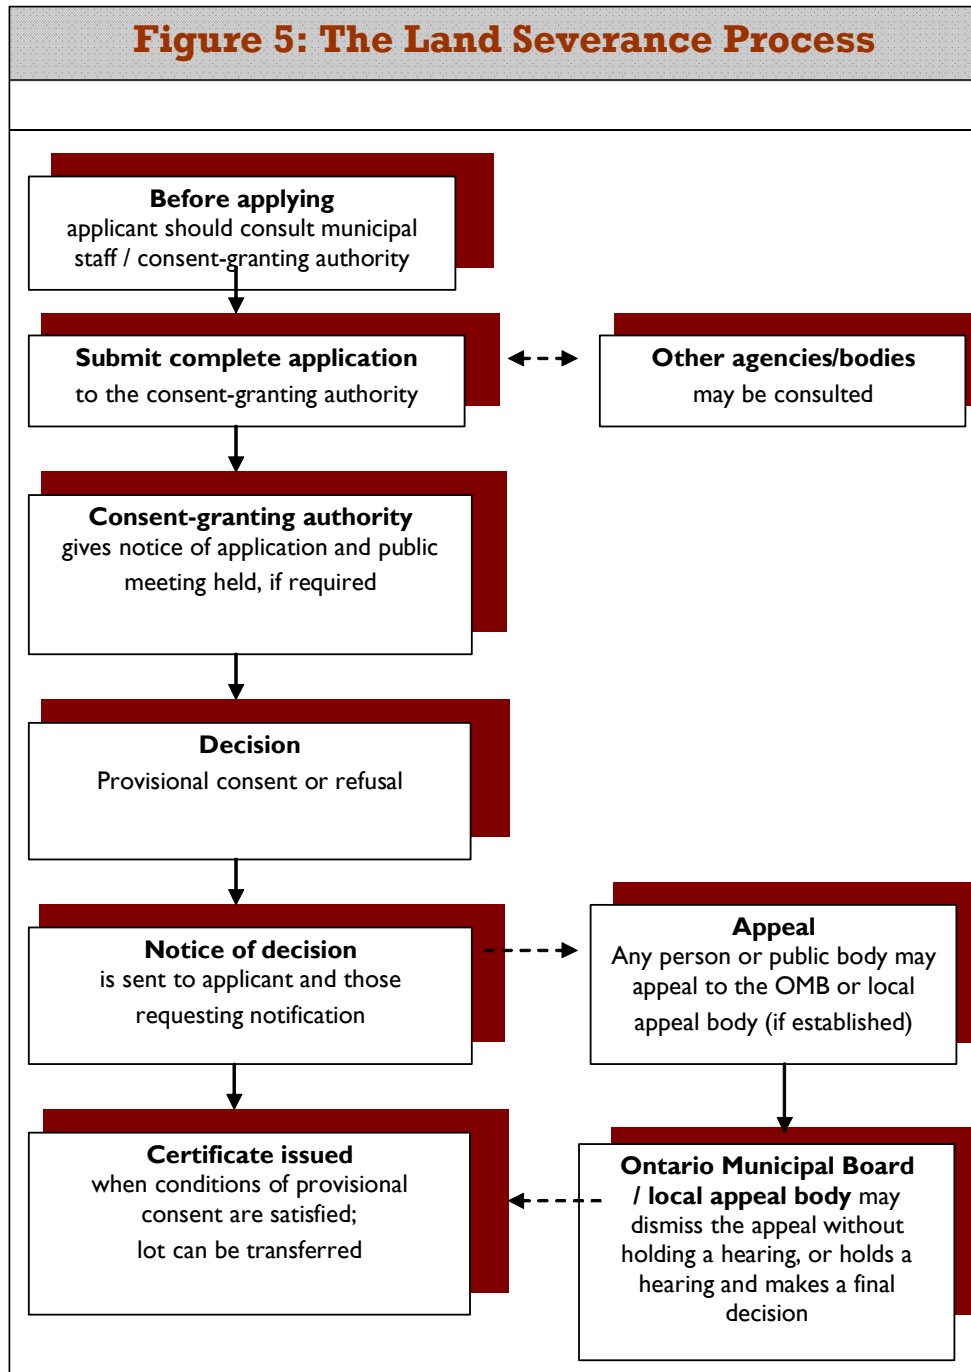 Figure 5: The Land Severance Process
Before applying
applicant should consult municipal
staff / consent-granting authority
Submit complete application
to the consent-granting authority
Other agencies/bodies
may be consulted
Consent-granting authority
gives notice of application and public
meeting held, if required
Decision
Provisional consent or refusal
Notice of decision
is sent to applicant and those
requesting notification
Appeal
Any person or public body may
appeal to the OMB or local
appeal body (if established)
Certificate issued
when conditions of provisional
consent are satisfied;
lot can be transferred
Ontario Municipal Board
/ local appeal body may
dismiss the appeal without
holding a hearing, or holds a
hearing and makes a final
decision